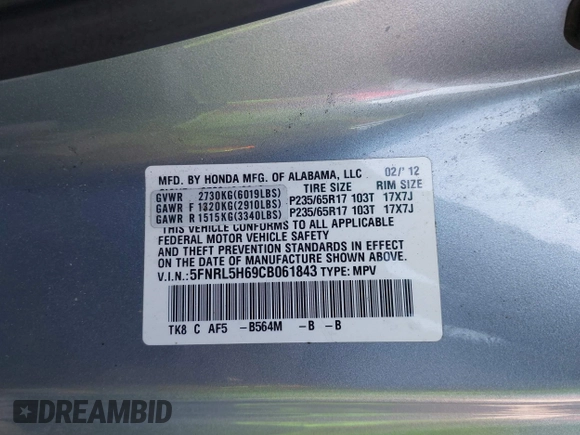 MFD. BY HONDA MFG. OF ALABAMA, LLC 02/'12
TIRE SIZE RIM SIZE
GVWR 2730KG(6019LBS)
GAWR F 1320KG(2910LBS) P235/65R17 103T 17X7J
GAWR R 1515KG(3340LBS) P235/65R17 103T 17X7J
THIS VEHICLE CONFORMS TO ALL APPLICABLE
FEDERAL MOTOR VEHICLE SAFETY
AND THEFT PREVENTION STANDARDS IN EFFECT
ON THE DATE OF MANUFACTURE SHOWN ABOVE.
V.I.N.: 5FNRL5H69CB061843 TYPE: MPV
TK8 C AF5 -B564M -B -B
DREAMBID